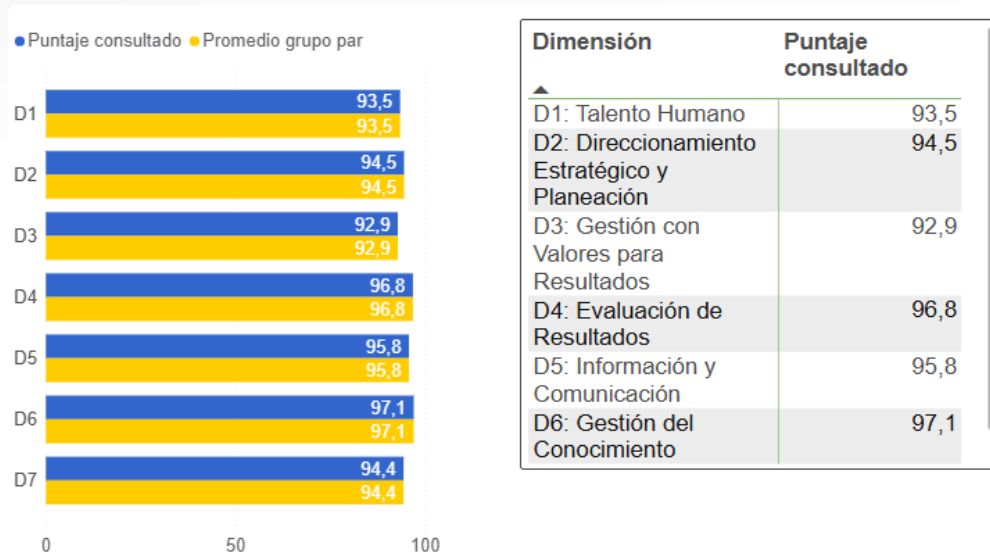 Puntaje consultado Promedio grupo par
D1
93,5
93,5
D2
94,5
94,5
D3
92,9
92,9
D4
96,8
96,8
D5
95,8
95,8
D6
97,1
97,1
D7
94,4
94,4
0 50 100
Dimensión Puntaje
consultado
D1: Talento Humano 93,5
D2: Direccionamiento 94,5
Estratégico y
Planeación
D3: Gestión con 92,9
Valores para
Resultados
D4: Evaluación de 96,8
Resultados
D5: Información y 95,8
Comunicación
D6: Gestión del 97,1
Conocimiento